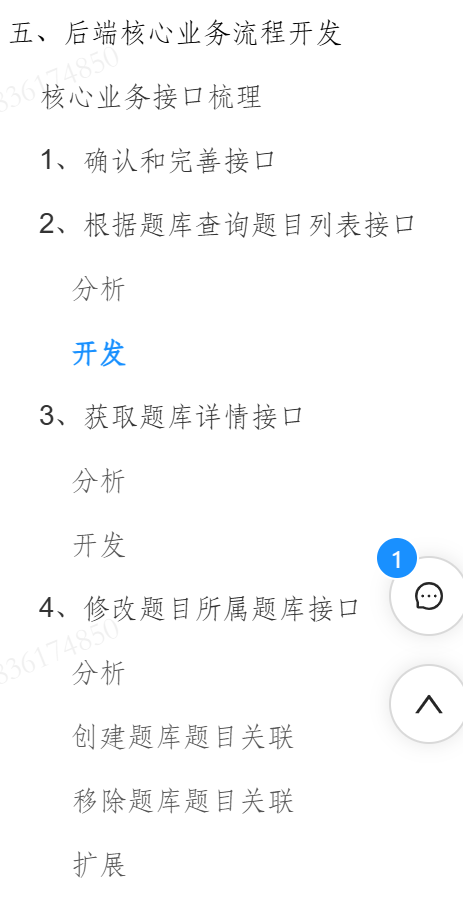 五、后端核心业务流程开发
核心业务接口梳理
1、确认和完善接口
2、根据题库查询题目列表接口
分析
开发
3、获取题库详情接口
分析
开发
1
4、修改题目所属题库接口
分析
创建题库题目关联
移除题库题目关联
扩展
836174850
836174850